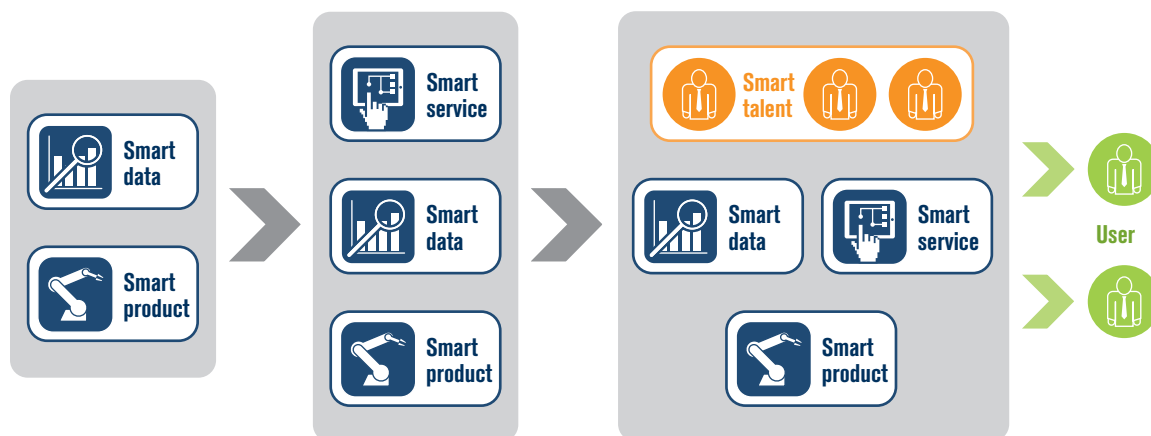 Smart
data
Smart
product
Smart
service
Smart
data
Smart
product
Smart
talent
Smart
data
Smart
service
Smart
product
User